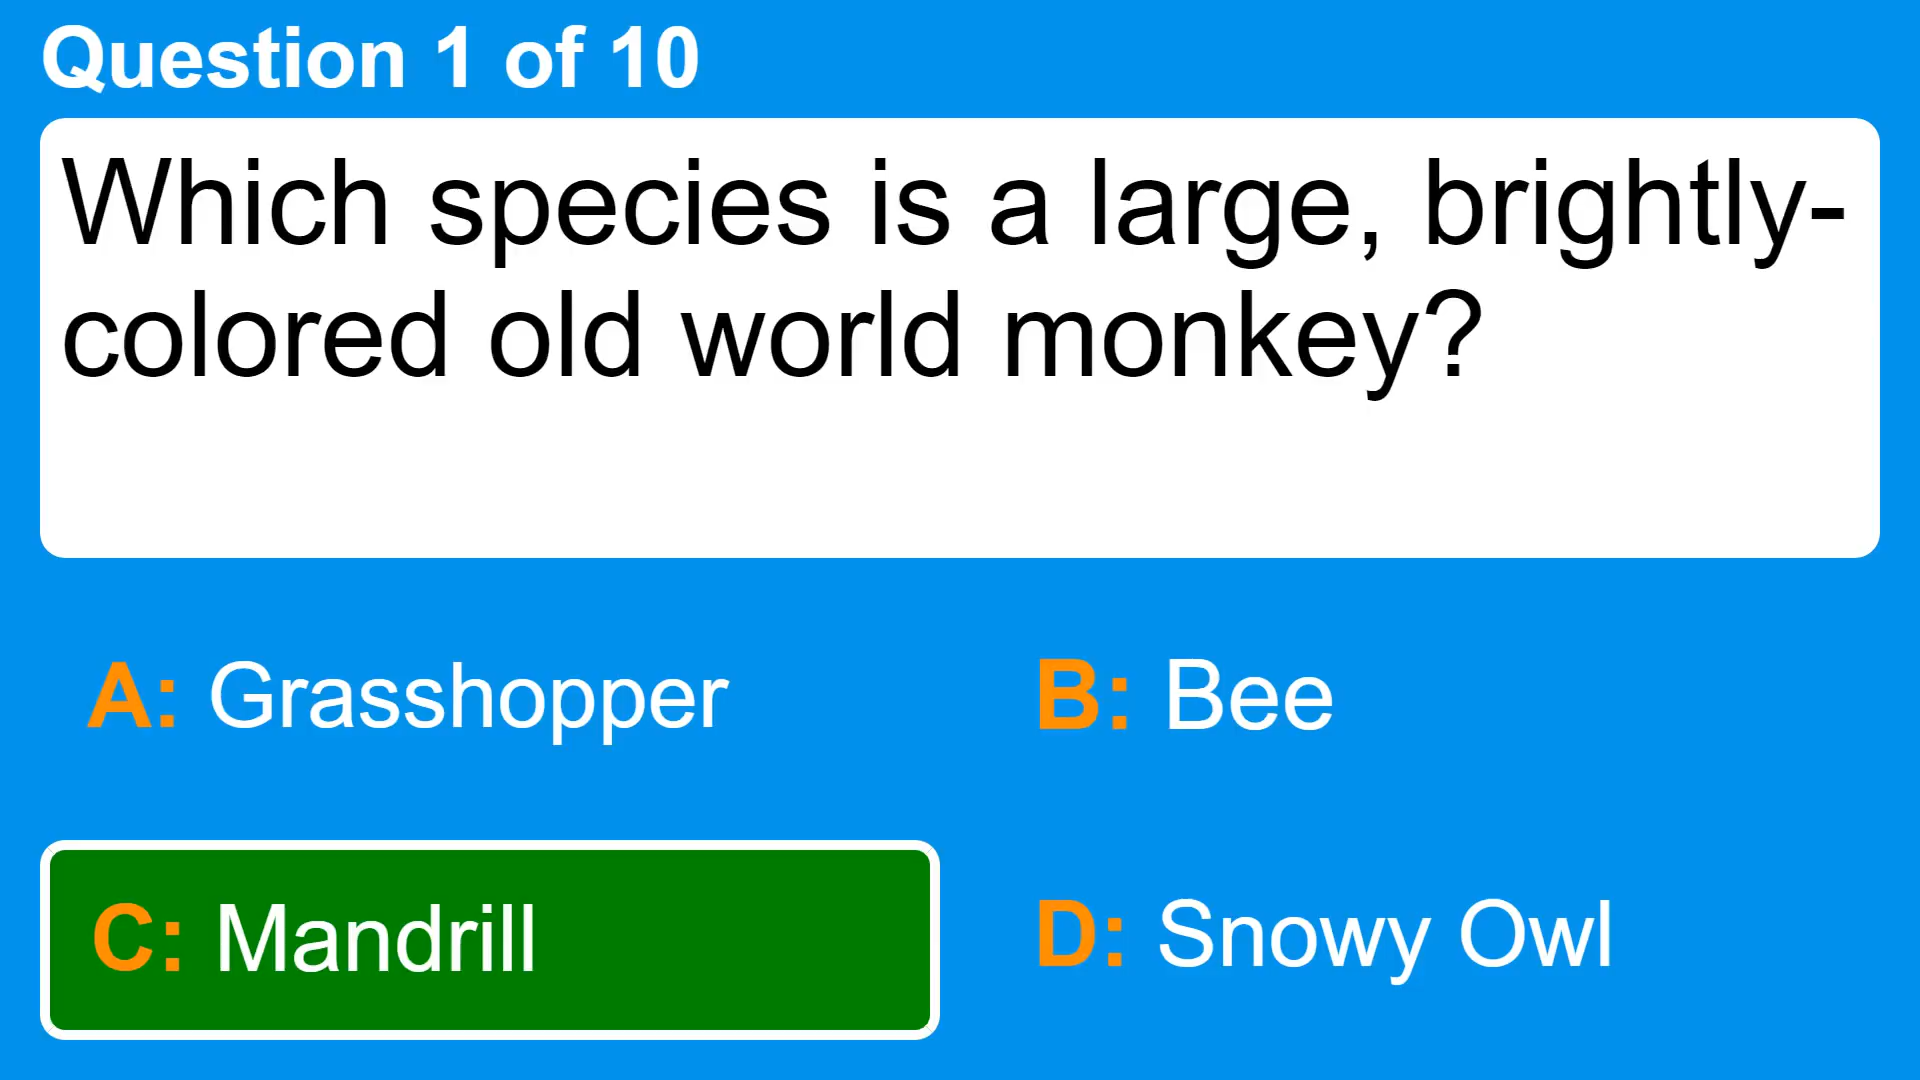 Question 1 of 10
Which species is a large, brightly-
colored old world monkey?
A: Grasshopper
B: Bee
C: Mandrill
D: Snowy Owl